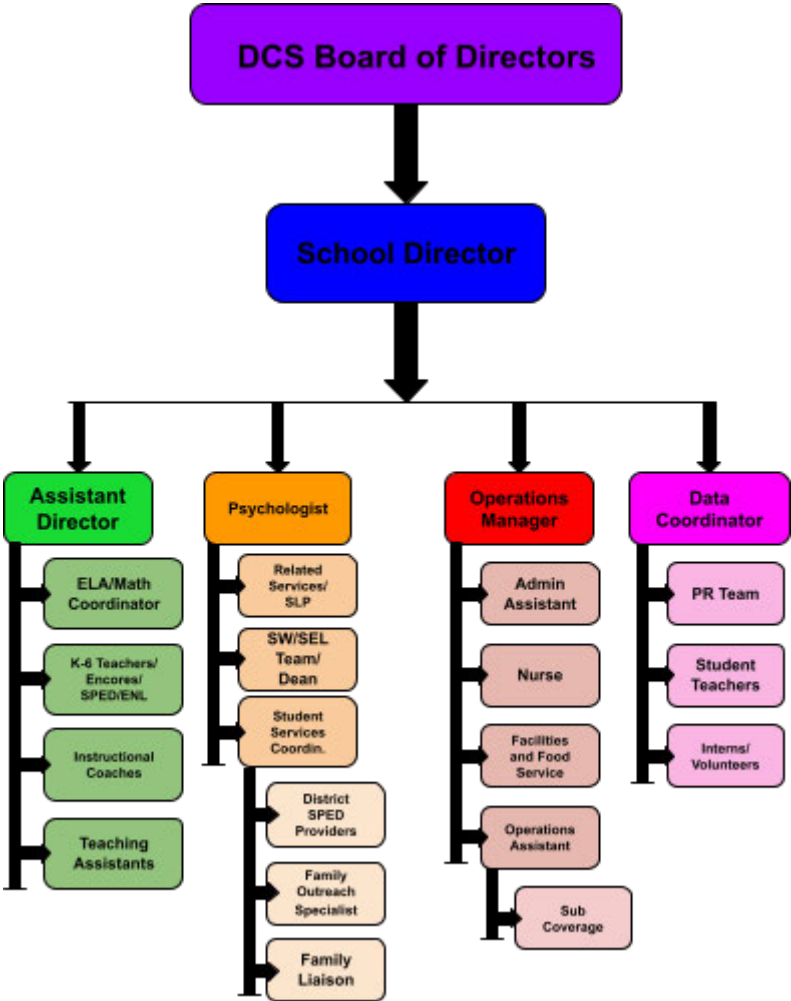 DCS Board of Directors
School Director
Assistant
Director
ELA/Math
Coordinator
K-6 Teachers/
Encores/
SPED/ENL
Instructional
Coaches
Teaching
Assistants
Psychologist
Related
Services/
SLP
SW/SEL
Team/
Dean
Student
Services
Coordin.
District
SPED
Providers
Family
Outreach
Specialist
Family
Liaison
Operations
Manager
Admin
Assistant
Nurse
Facilities
and Food
Service
Operations
Assistant
Sub
Coverage
Data
Coordinator
PR Team
Student
Teachers
Interns/
Volunteers